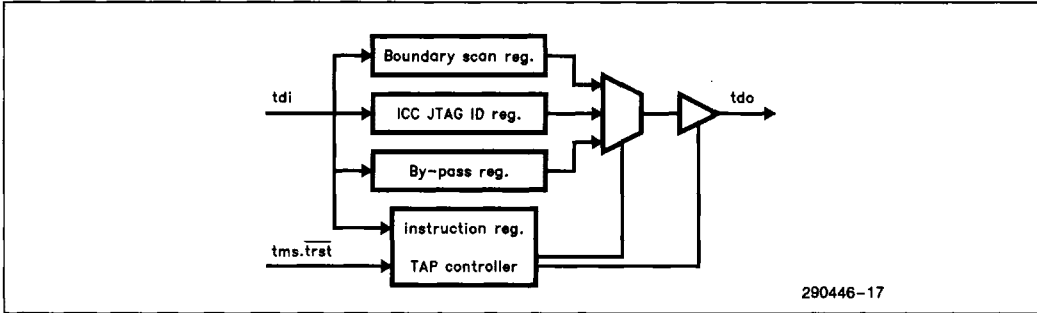 Boundary scan reg.
tdi
ICC JTAG ID reg.
tdo
By-pass reg.
instruction reg.
tms.t̅r̅s̅t̅
TAP controller
290446-17